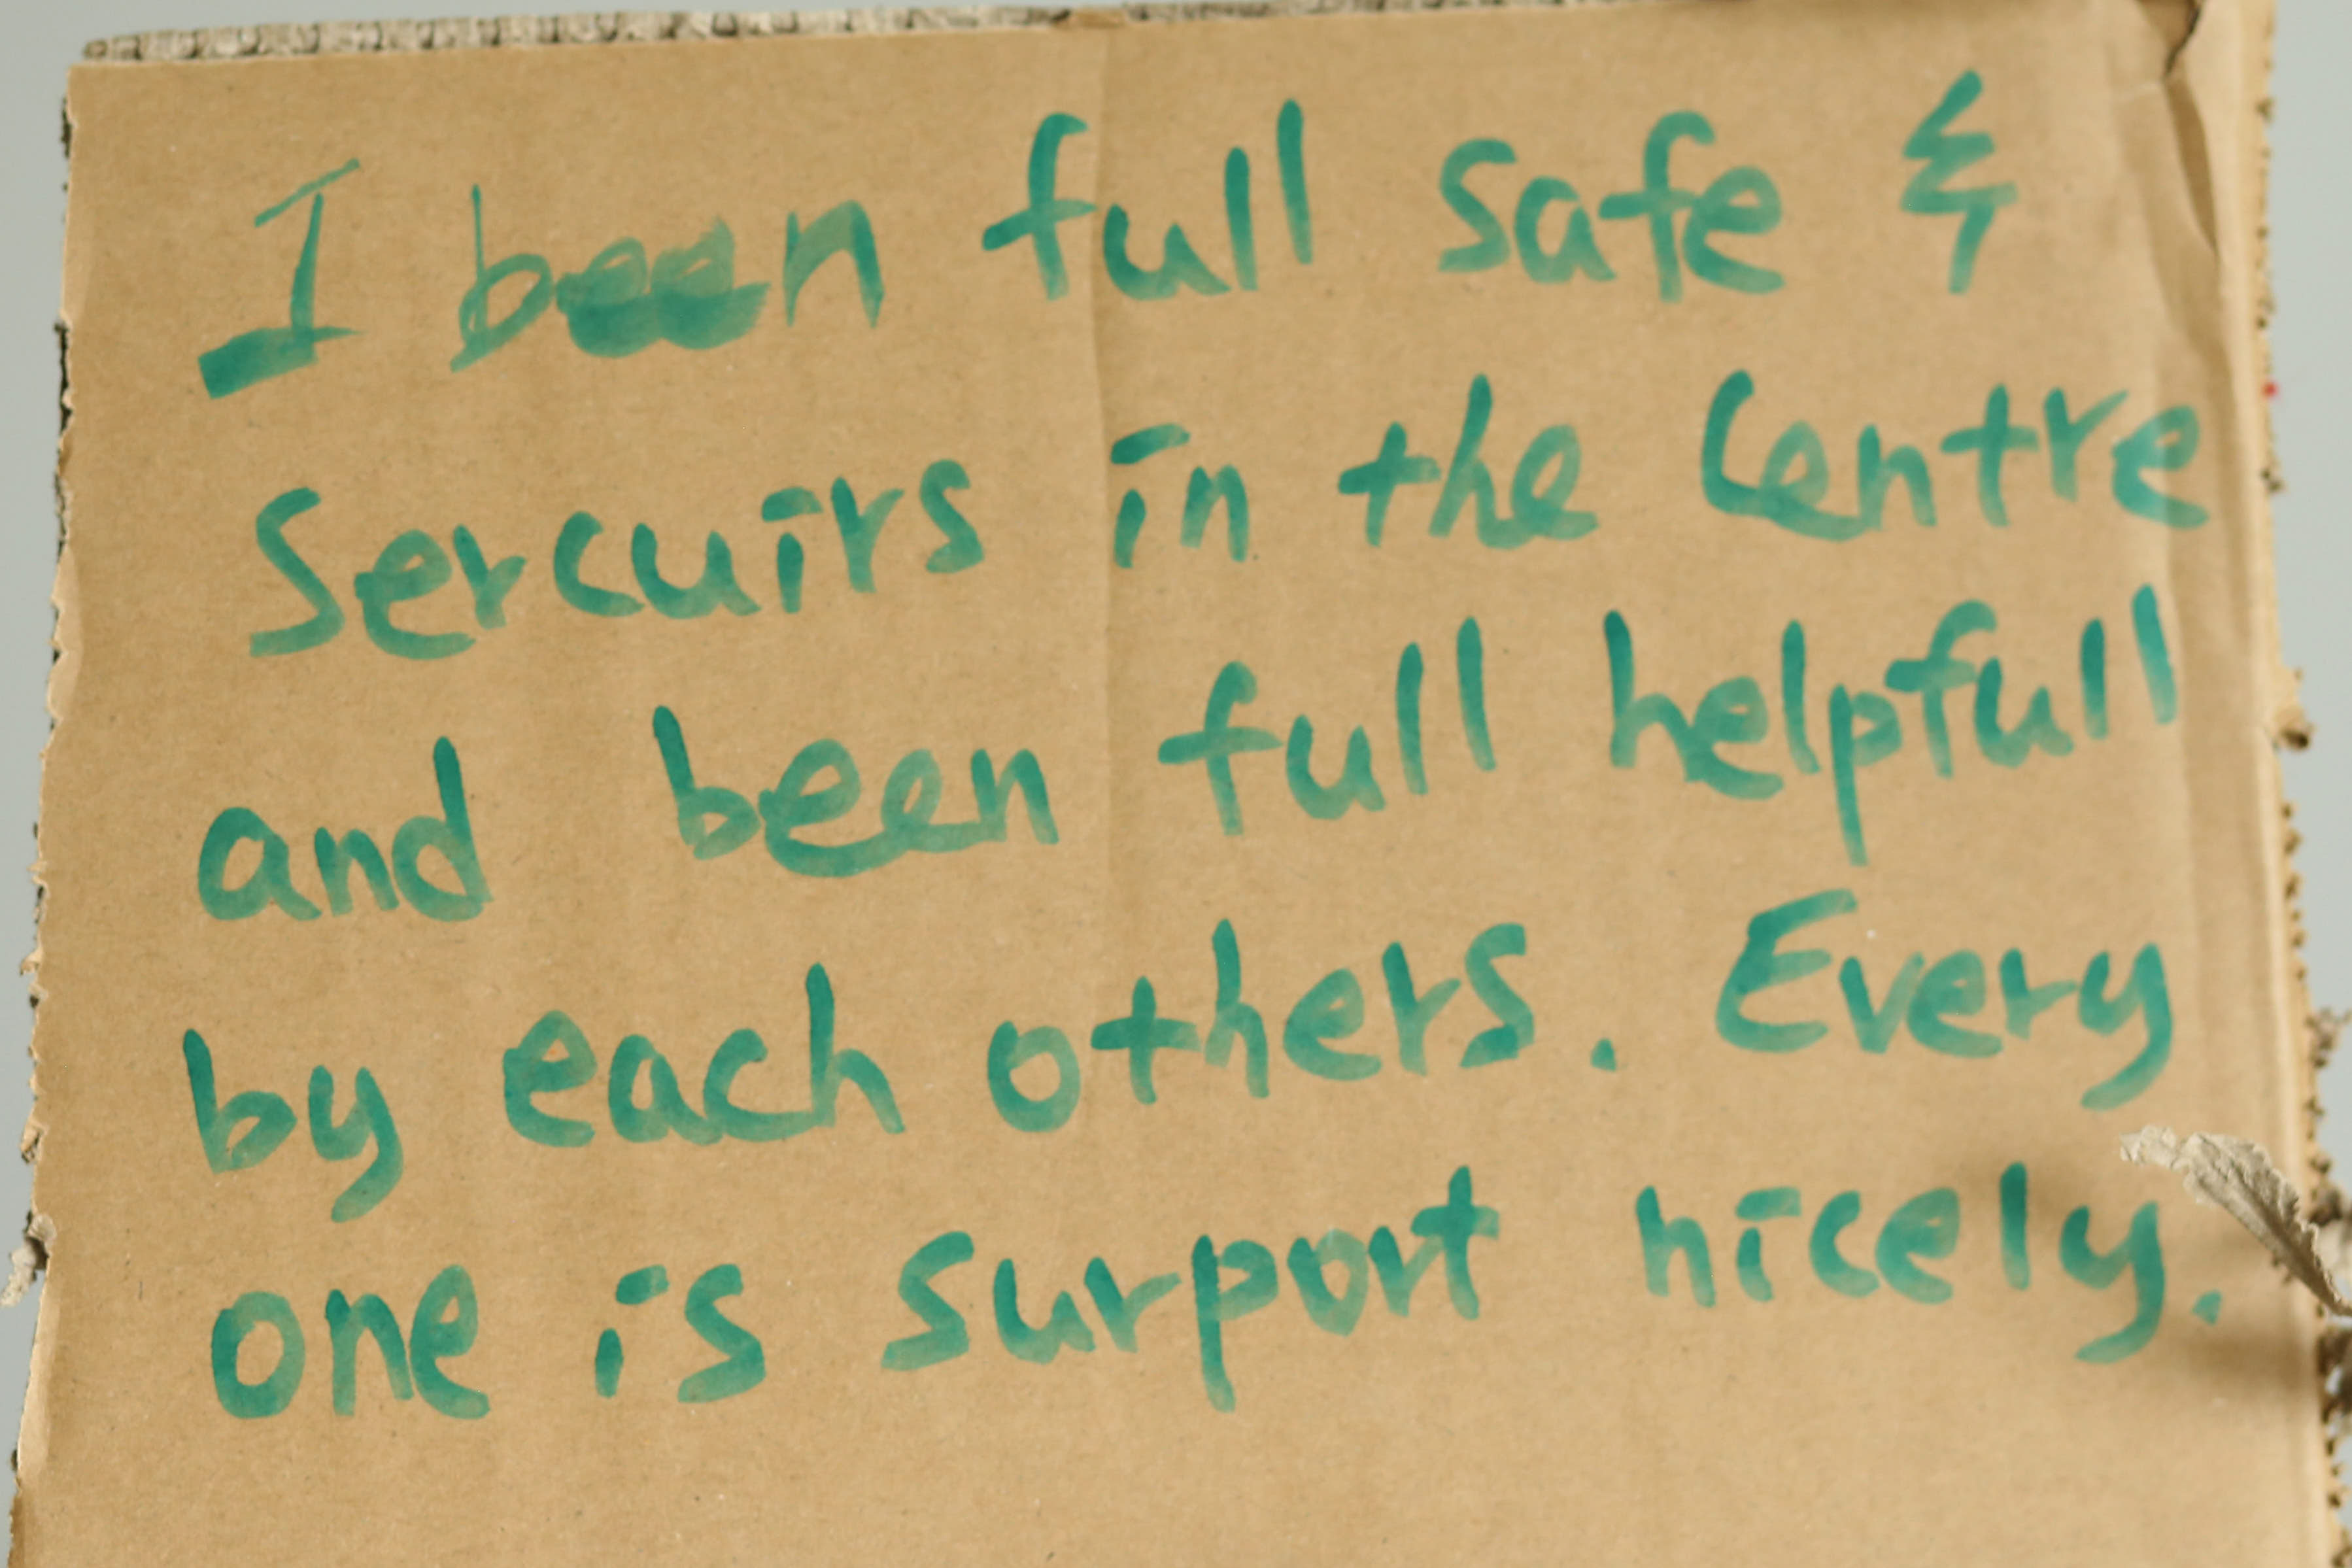 I been full safe &
Sercuirs in the Centre
and been full helpfull
by each others. Every
one is surport nicely.